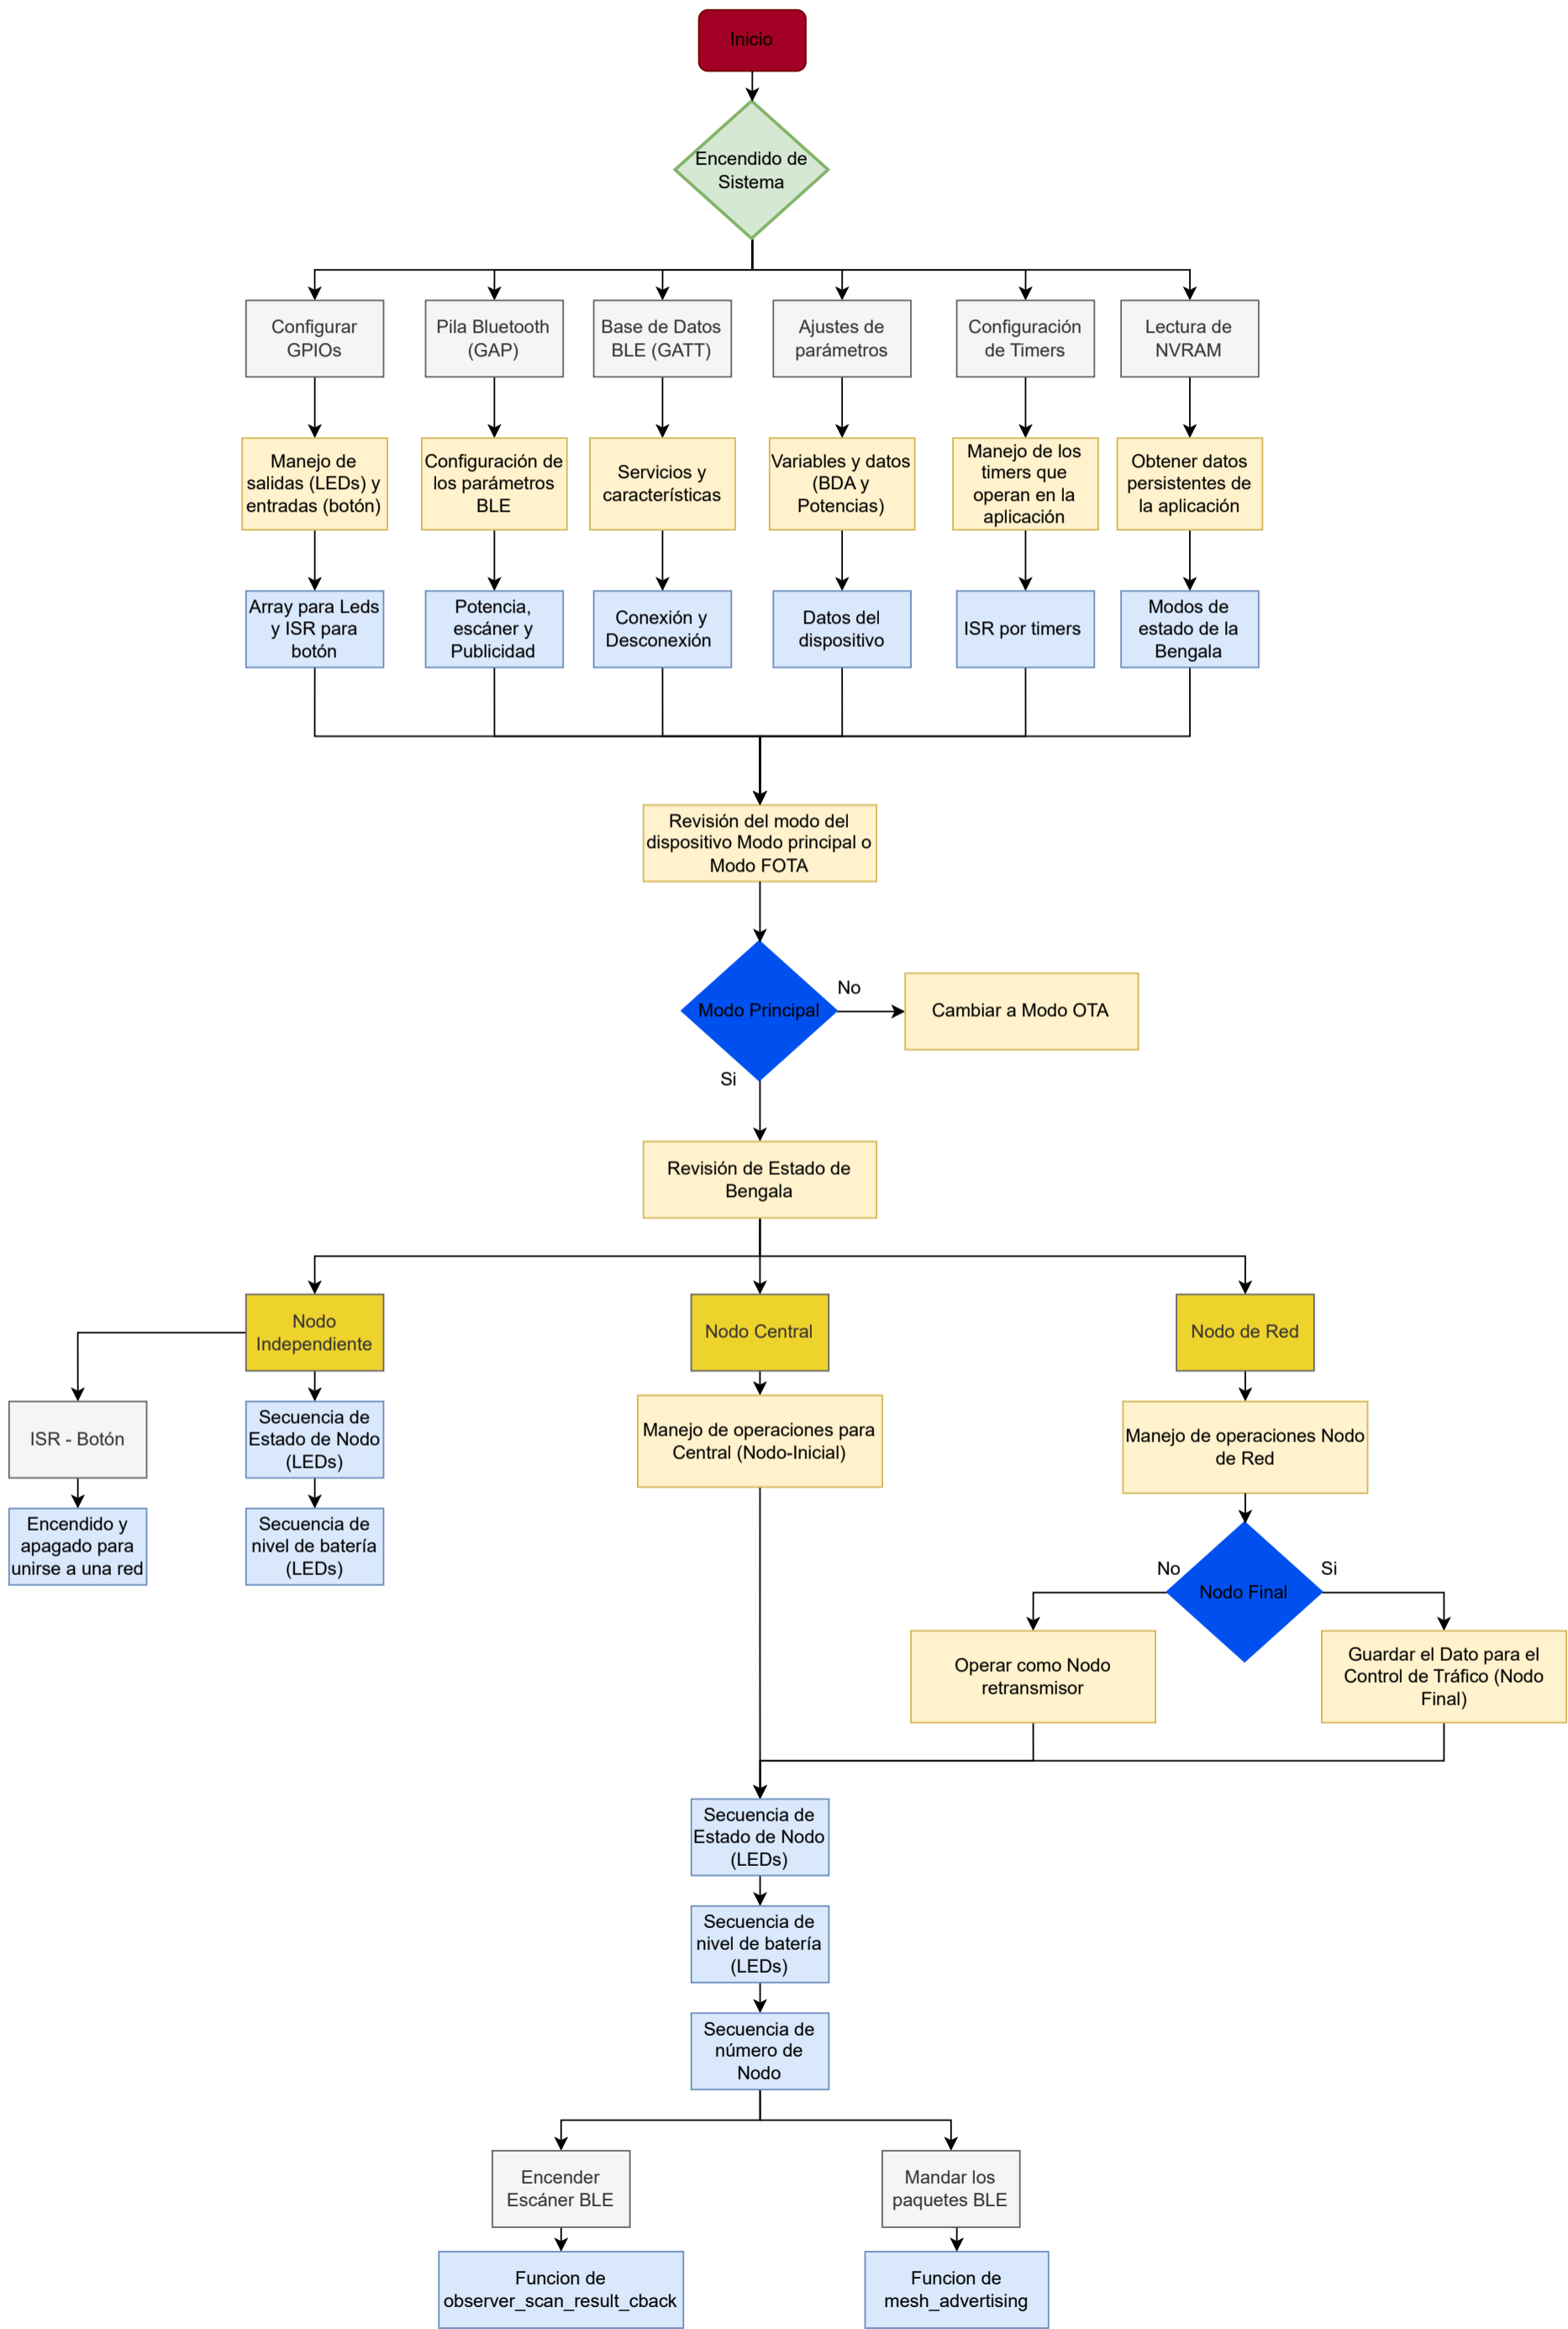 Inicio
Encendido de
Sistema
Configurar
GPIOs
Pila Bluetooth
(GAP)
Base de Datos
BLE (GATT)
Ajustes de
parámetros
Configuración
de Timers
Lectura de
NVRAM
Manejo de
salidas (LEDs) y
entradas (botón)
Configuración de
los parámetros
BLE
Servicios y
características
Variables y datos
(BDA y
Potencias)
Manejo de los
timers que
operan en la
aplicación
Obtener datos
persistentes de
la aplicación
Array para Leds
y ISR para
botón
Potencia,
escáner y
Publicidad
Conexión y
Desconexión
Datos del
dispositivo
ISR por timers
Modos de
estado de la
Bengala
Revisión del modo del
dispositivo Modo principal o
Modo FOTA
Modo Principal
No
Cambiar a Modo OTA
Si
Revisión de Estado de
Bengala
Nodo
Independiente
Nodo Central
Nodo de Red
ISR - Botón
Secuencia de
Estado de Nodo
(LEDs)
Manejo de operaciones para
Central (Nodo-Inicial)
Manejo de operaciones Nodo
de Red
Encendido y
apagado para
unirse a una red
Secuencia de
nivel de batería
(LEDs)
No
Nodo Final
Si
Operar como Nodo
retransmisor
Guardar el Dato para el
Control de Tráfico (Nodo
Final)
Secuencia de
Estado de Nodo
(LEDs)
Secuencia de
nivel de batería
(LEDs)
Secuencia de
número de
Nodo
Encender
Escáner BLE
Mandar los
paquetes BLE
Funcion de
observer_scan_result_cback
Funcion de
mesh_advertising